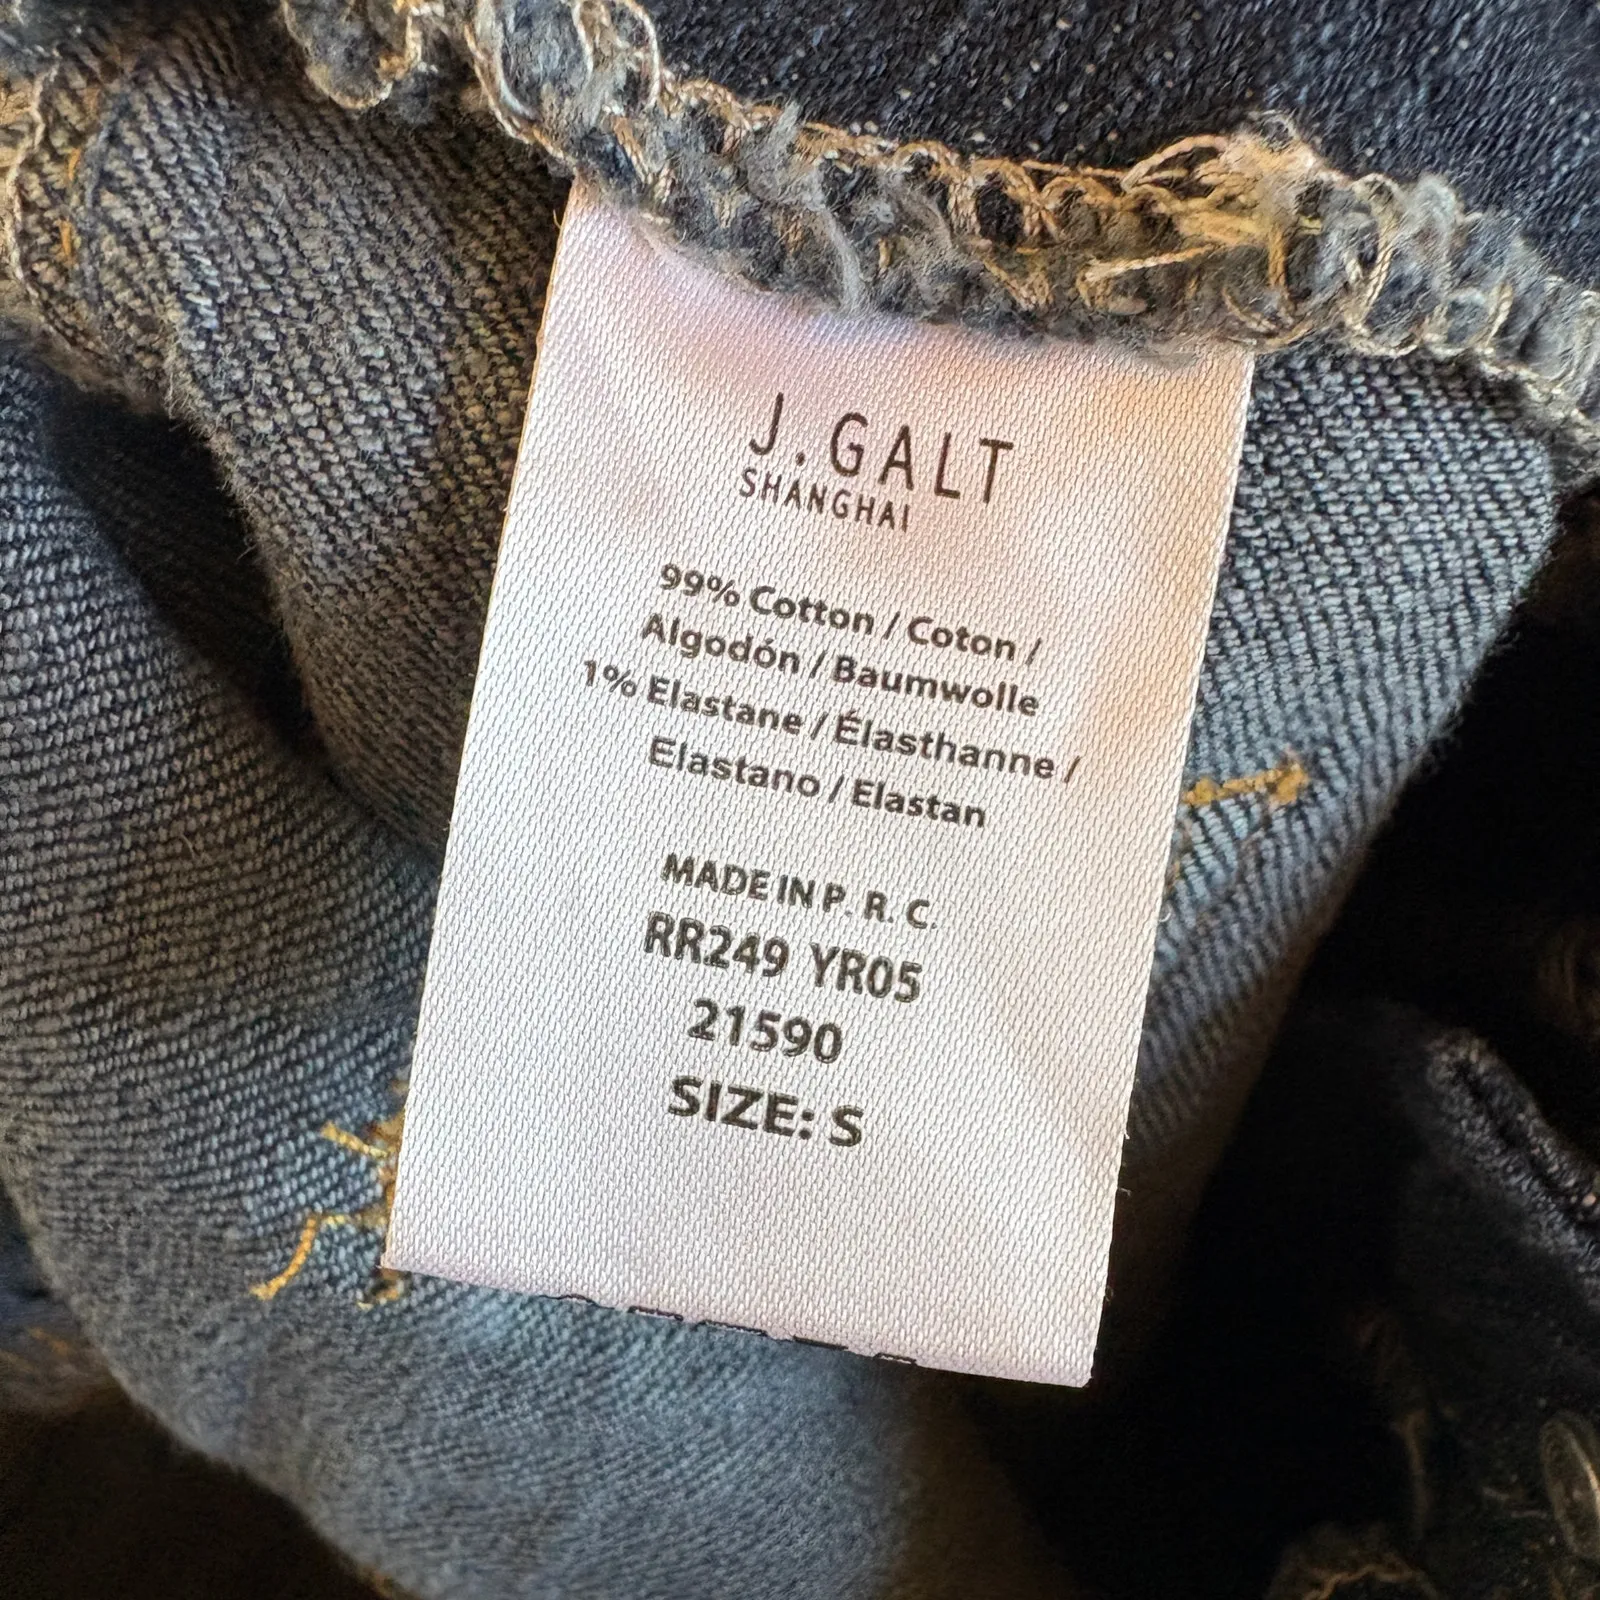 J.GALT
SHANGHAI
99% Cotton / Coton /
Algodón / Baumwolle
1% Elastane / Élasthanne /
Elastano / Elastan
MADE IN P. R. C.
RR249 YR05
21590
SIZE: S